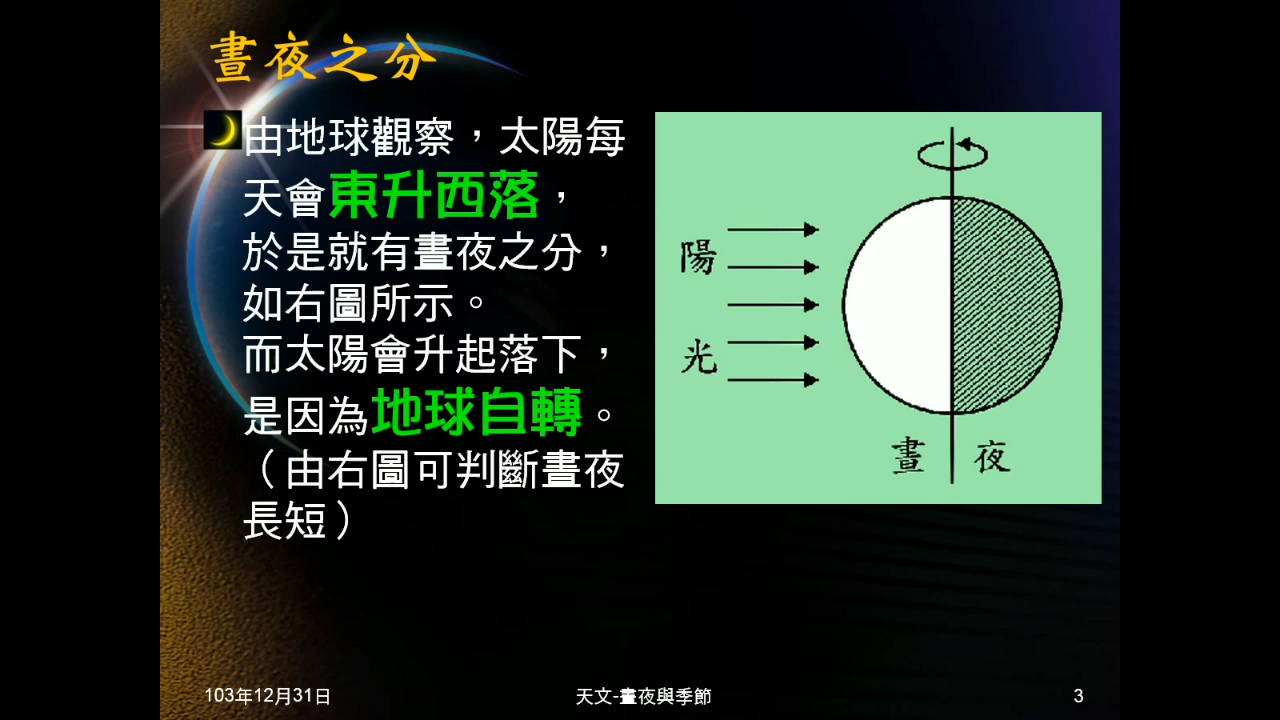 晝夜之分
由地球觀察，太陽每
天會東升西落，
於是就有晝夜之分，
如右圖所示。
而太陽會升起落下，
是因為地球自轉。
（由右圖可判斷晝夜
長短）
陽
光
晝 夜
103年12月31日
天文-晝夜與季節
3